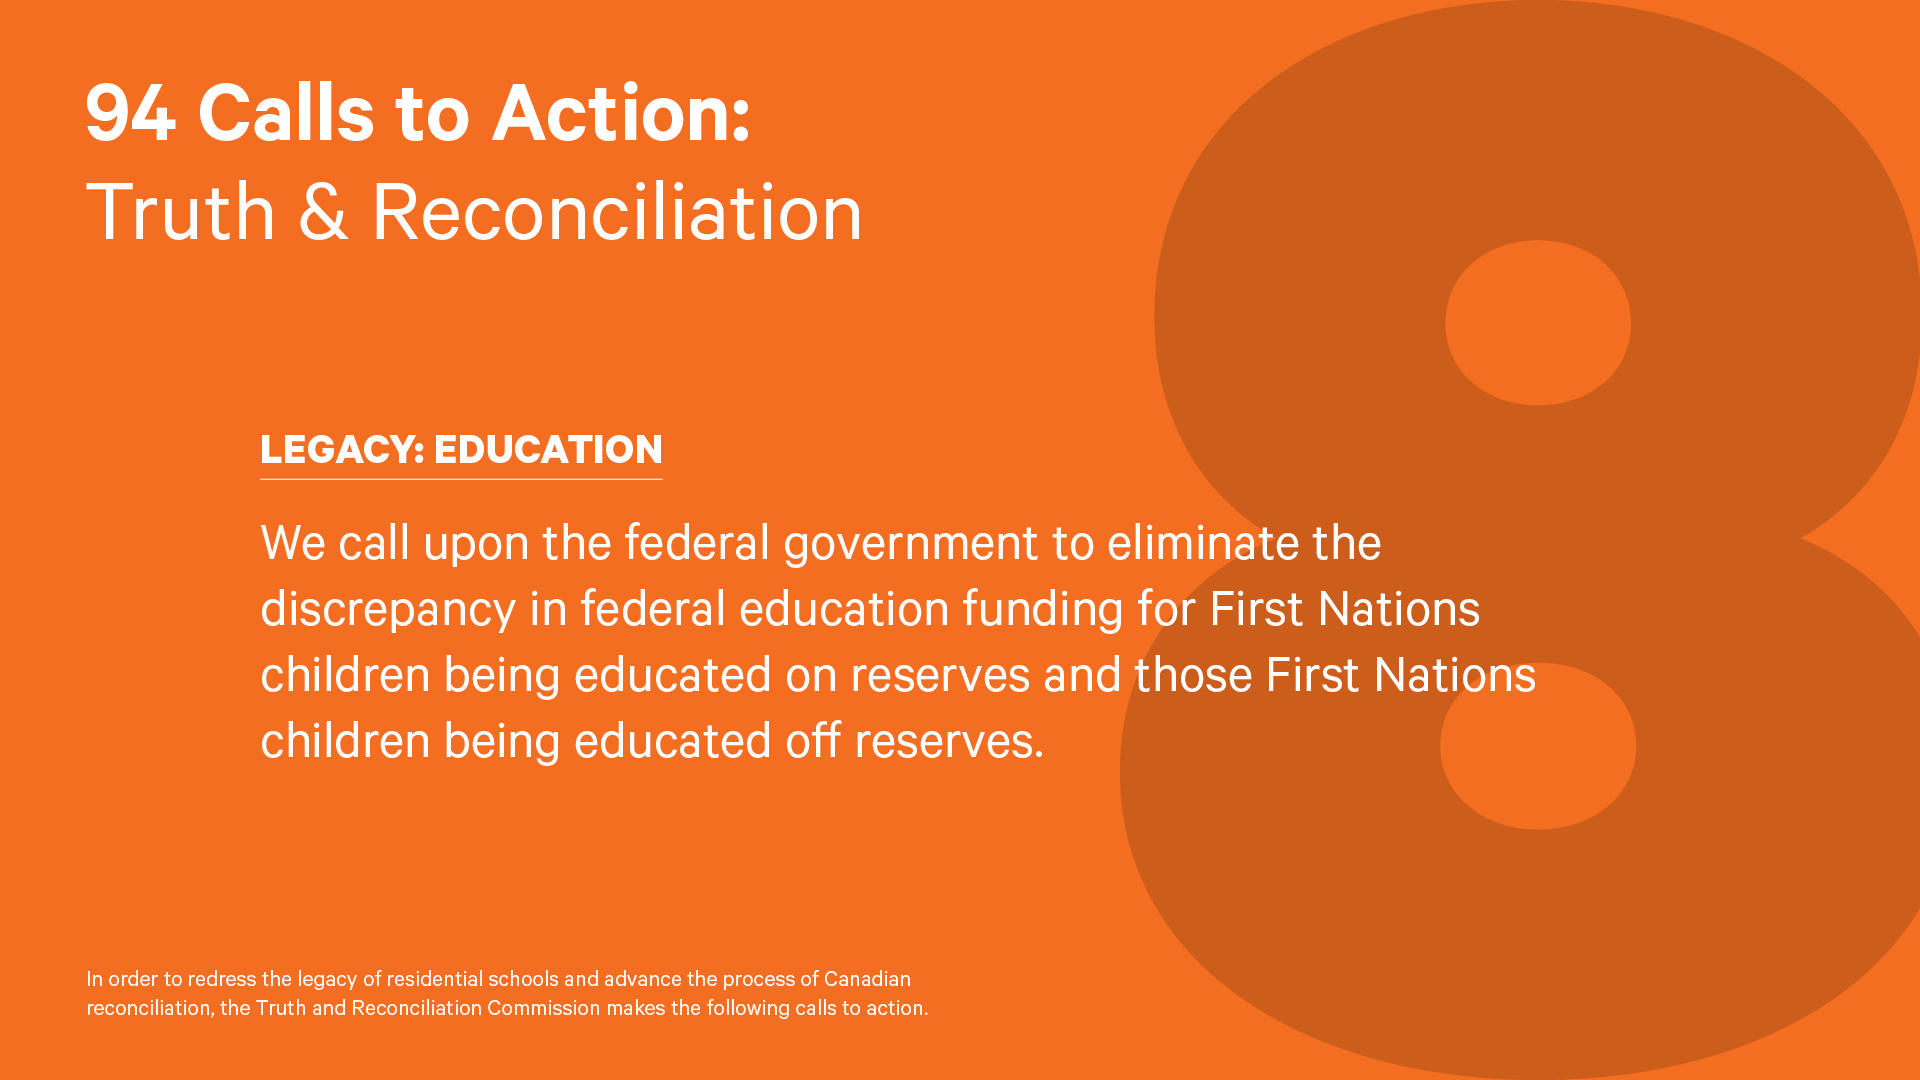 94 Calls to Action:
Truth & Reconciliation
8
LEGACY: EDUCATION
We call upon the federal government to eliminate the
discrepancy in federal education funding for First Nations
children being educated on reserves and those First Nations
children being educated off reserves.
In order to redress the legacy of residential schools and advance the process of Canadian
reconciliation, the Truth and Reconciliation Commission makes the following calls to action.